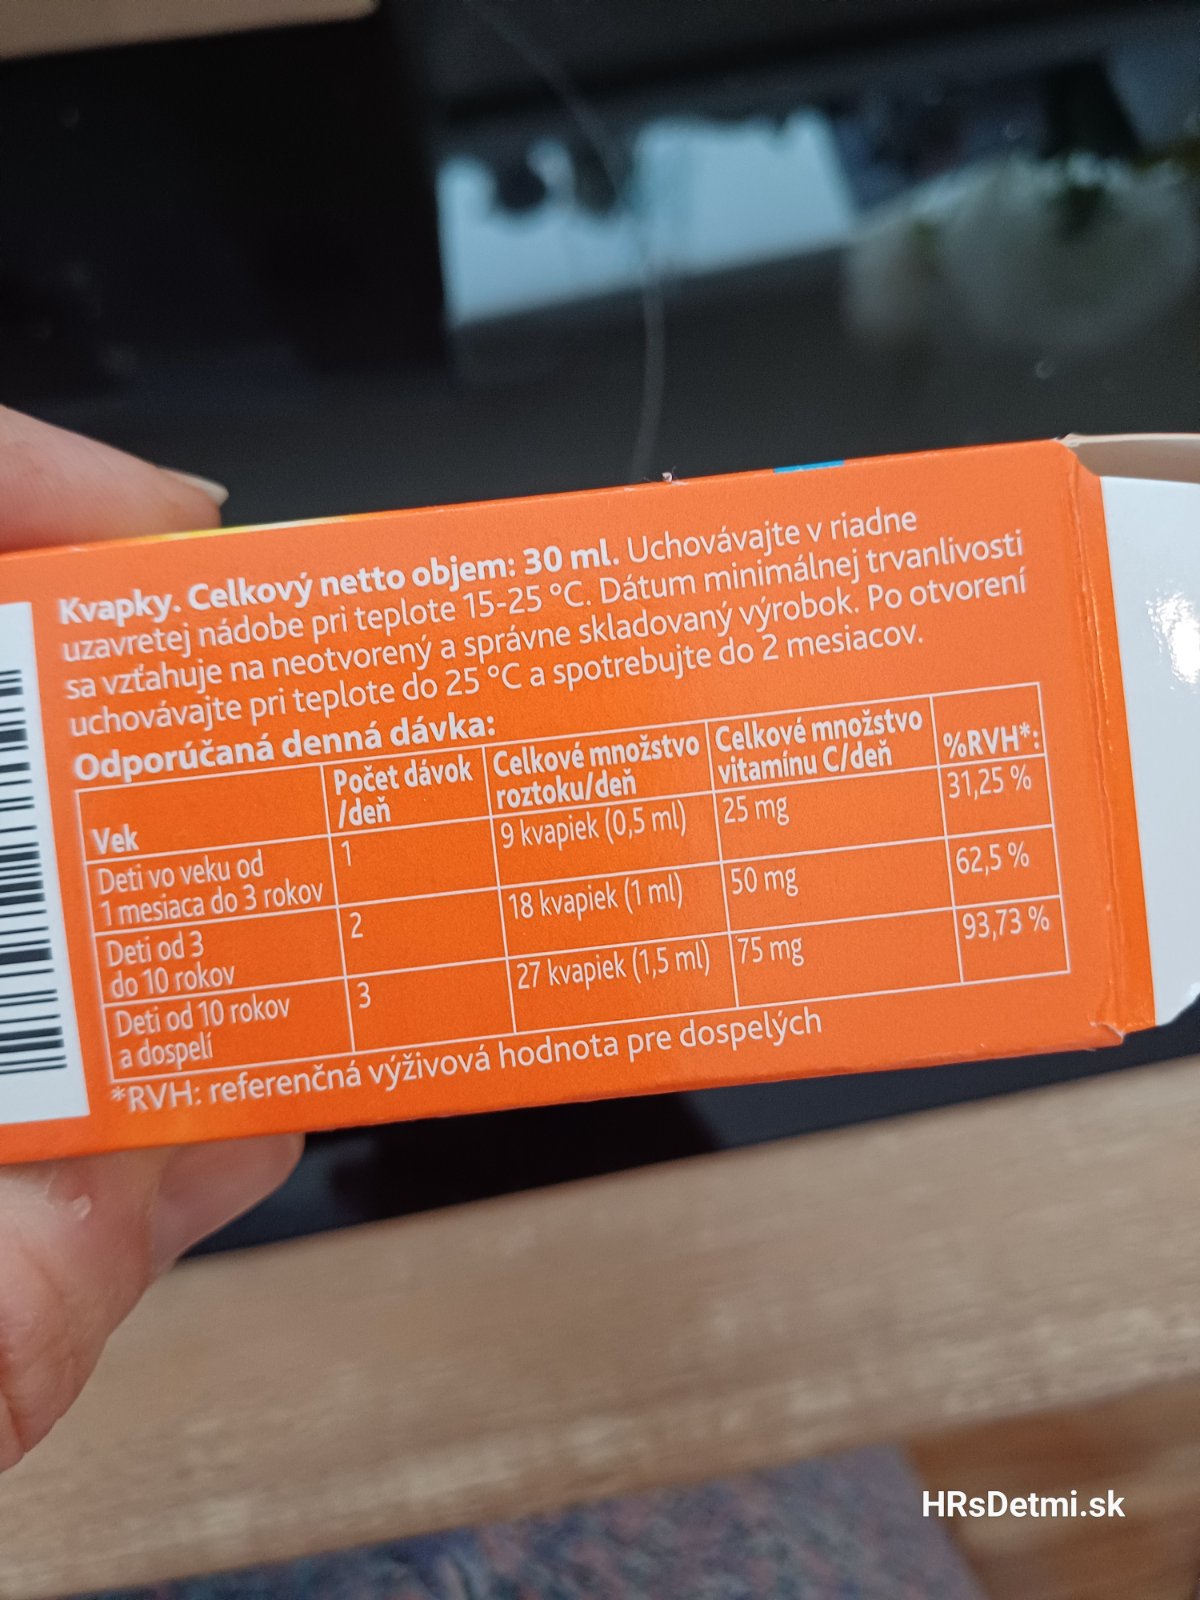 Kvapky. Celkový netto objem: 30 ml. Uchovávajte v riadne
uzavretej nádobe pri teplote 15-25 °C. Dátum minimálnej trvanlivosti
sa vzťahuje na neotvorený a správne skladovaný výrobok. Po otvorení
uchovávajte pri teplote do 25 °C a spotrebujte do 2 mesiacov.
Odporúčaná denná dávka:
Vek
Počet dávok
/deň
Celkové množstvo
roztoku/deň
Celkové množstvo
vitamínu C/deň
%RVH*:
Deti vo veku od
1 mesiaca do 3 rokov
1
9 kvapiek (0,5 ml)
25 mg
31,25 %
Deti od 3
do 10 rokov
2
18 kvapiek (1 ml)
50 mg
62,5 %
Deti od 10 rokov
a dospelí
3
27 kvapiek (1,5 ml)
75 mg
93,73 %
*RVH: referenčná výživová hodnota pre dospelých
HRsDetmi.sk